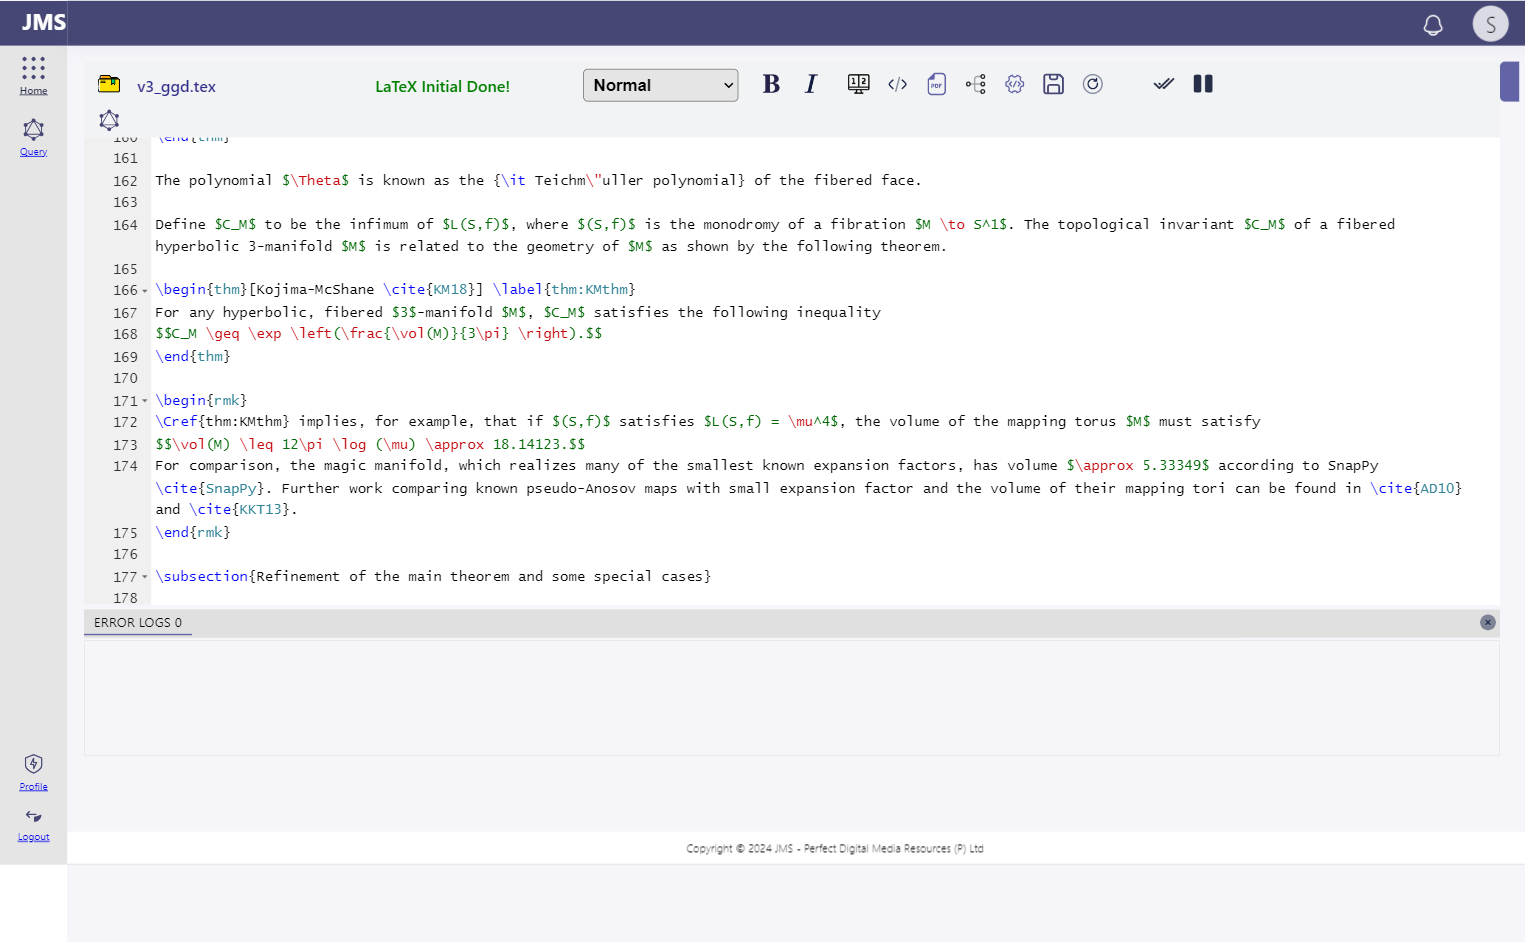 JMS
S
Home
Query
v3_ggd.tex
LaTeX Initial Done!
Normal
B I
PDF
160 \end{thm}
161
162 The polynomial $\Theta$ is known as the {\it Teichm\"uller polynomial} of the fibered face.
163
164 Define $C_M$ to be the infimum of $L(S,f)$, where $(S,f)$ is the monodromy of a fibration $M \to S^1$. The topological invariant $C_M$ of a fibered
hyperbolic 3-manifold $M$ is related to the geometry of $M$ as shown by the following theorem.
165
166 \begin{thm}[Kojima-McShane \cite{KM18}] \label{thm:KMthm}
167 For any hyperbolic, fibered $3$-manifold $M$, $C_M$ satisfies the following inequality
168 $$C_M \geq \exp \left(\frac{\vol(M)}{3\pi} \right).$$
169 \end{thm}
170
171 \begin{rmk}
172 \Cref{thm:KMthm} implies, for example, that if $(S,f)$ satisfies $L(S,f) = \mu^4$, the volume of the mapping torus $M$ must satisfy
173 $$\vol(M) \leq 12\pi \log (\mu) \approx 18.14123.$$
174 For comparison, the magic manifold, which realizes many of the smallest known expansion factors, has volume $\approx 5.33349$ according to SnapPy
\cite{SnapPy}. Further work comparing known pseudo-Anosov maps with small expansion factor and the volume of their mapping tori can be found in \cite{AD10}
and \cite{KKT13}.
175 \end{rmk}
176
177 \subsection{Refinement of the main theorem and some special cases}
178
ERROR LOGS 0
Profile
Logout
Copyright © 2024 JMS - Perfect Digital Media Resources (P) Ltd